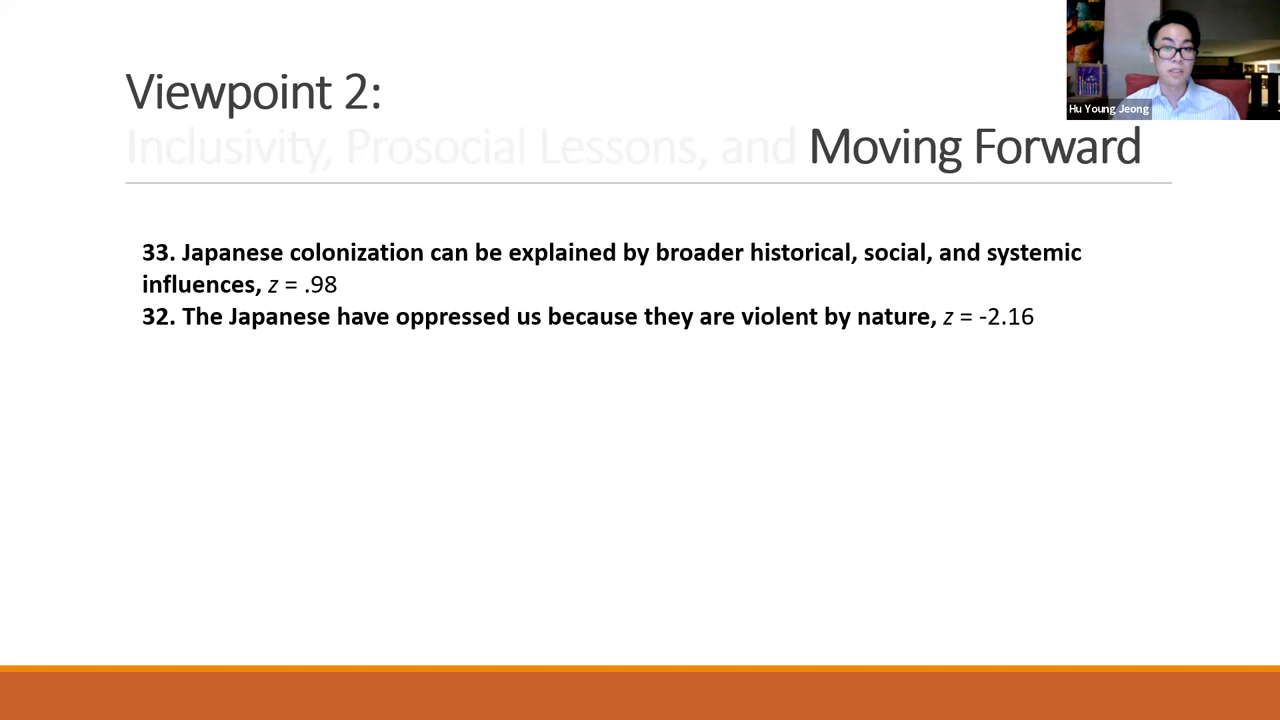 Viewpoint 2:
Inclusivity, Prosocial Lessons, and Moving Forward
Hu Young Jeong
33. Japanese colonization can be explained by broader historical, social, and systemic
influences, z = .98
32. The Japanese have oppressed us because they are violent by nature, z = -2.16